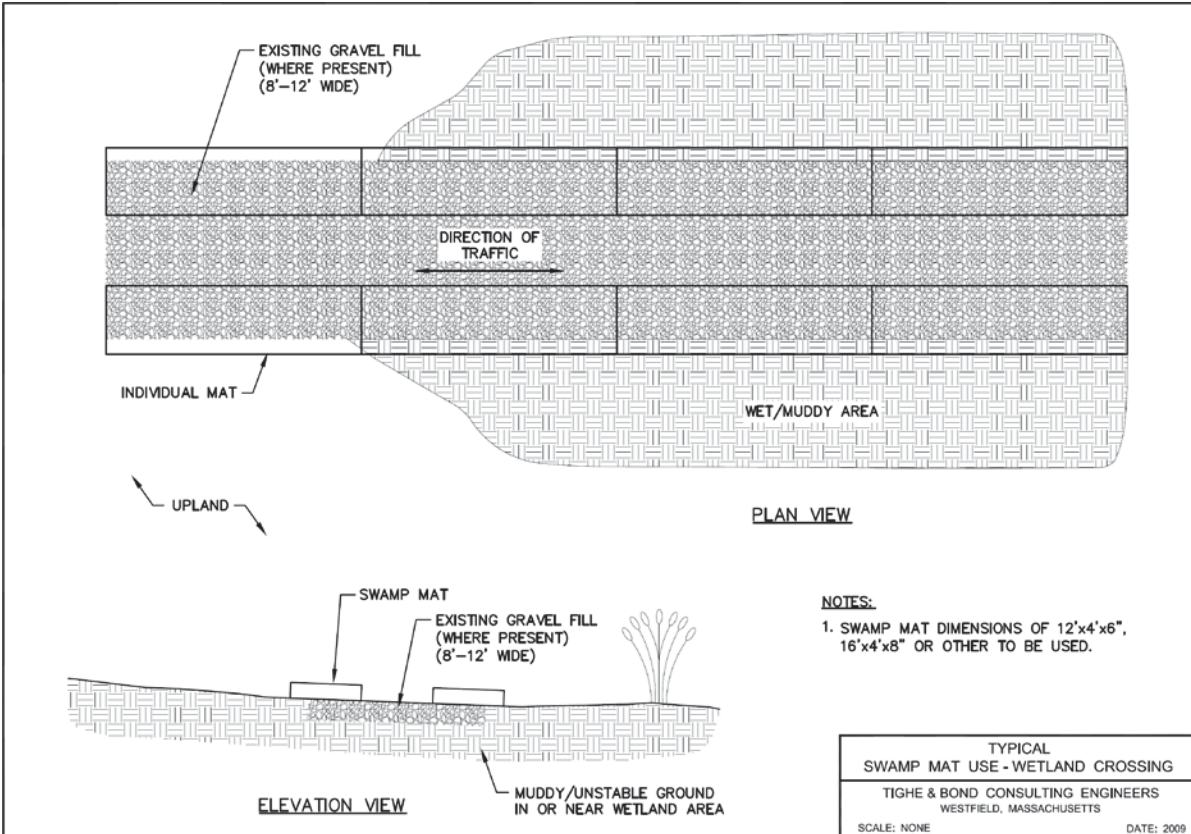 EXISTING GRAVEL FILL
(WHERE PRESENT)
(8'-12' WIDE)
DIRECTION OF
TRAFFIC
INDIVIDUAL MAT
WET/MUDDY AREA
UPLAND
PLAN VIEW
SWAMP MAT
EXISTING GRAVEL FILL
(WHERE PRESENT)
(8'-12' WIDE)
NOTES:
1. SWAMP MAT DIMENSIONS OF 12'x4'x6",
16'x4'x8" OR OTHER TO BE USED.
MUDDY/UNSTABLE GROUND
IN OR NEAR WETLAND AREA
ELEVATION VIEW
TYPICAL
SWAMP MAT USE - WETLAND CROSSING
TIGHE & BOND CONSULTING ENGINEERS
WESTFIELD, MASSACHUSETTS
SCALE: NONE DATE: 2009